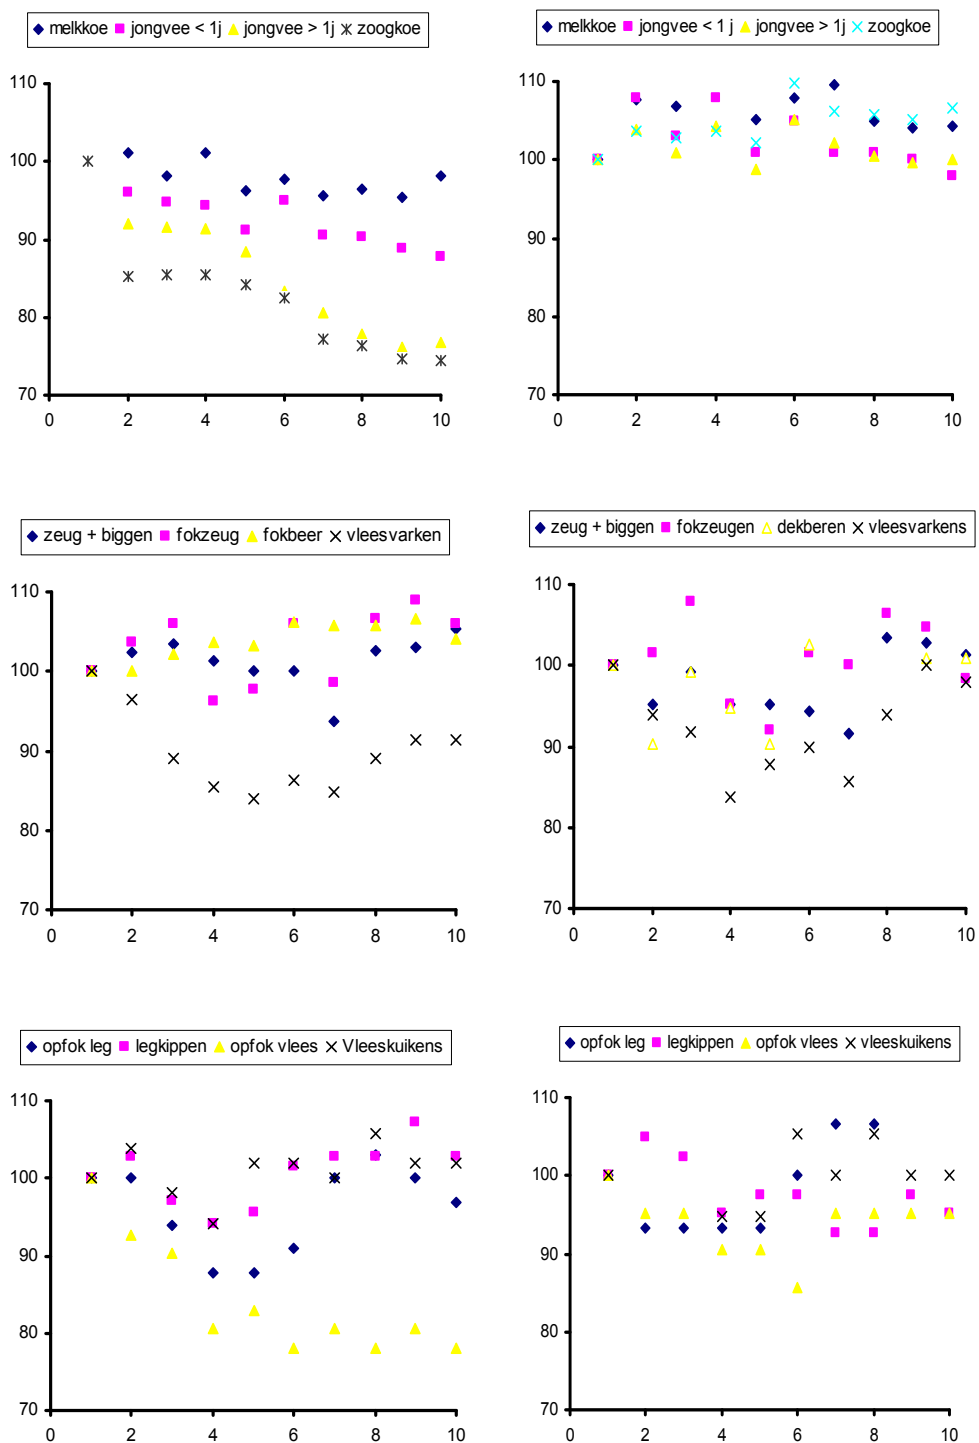 melkkoe jongvee < 1j jongvee > 1j zoogkoe
110
100
90
80
70
0 2 4 6 8 10
melkkoe jongvee < 1 j jongvee > 1j zoogkoe
110
100
90
80
70
0 2 4 6 8 10
zeug + biggen fokzeug fokbeer vleesvarken
110
100
90
80
70
0 2 4 6 8 10
zeug + biggen fokzeugen dekberen vleesvarkens
110
100
90
80
70
0 2 4 6 8 10
opfok leg legkippen opfok vlees Vleeskuikens
110
100
90
80
70
0 2 4 6 8 10
opfok leg legkippen opfok vlees vleeskuikens
110
100
90
80
70
0 2 4 6 8 10